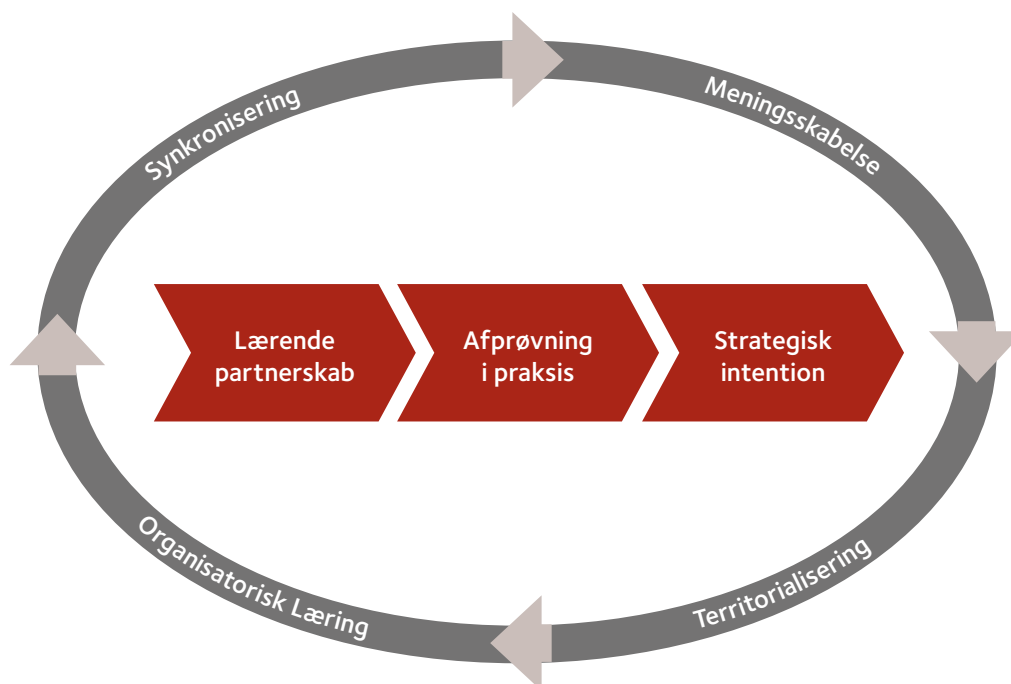 Synkronisering
Meningsskabelse
Lærende
partnerskab
Afprøvning
i praksis
Strategisk
intention
Organisatorisk Læring
Territorialisering